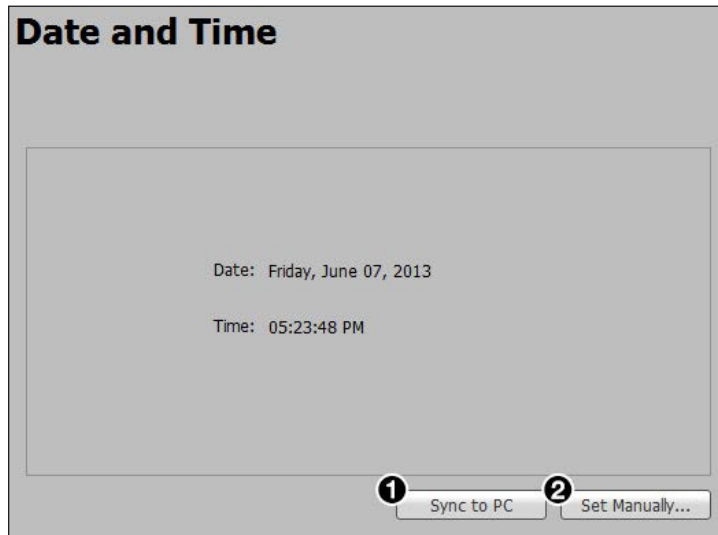 Date and Time
Date: Friday, June 07, 2013
Time: 05:23:48 PM
1 Sync to PC 2 Set Manually...